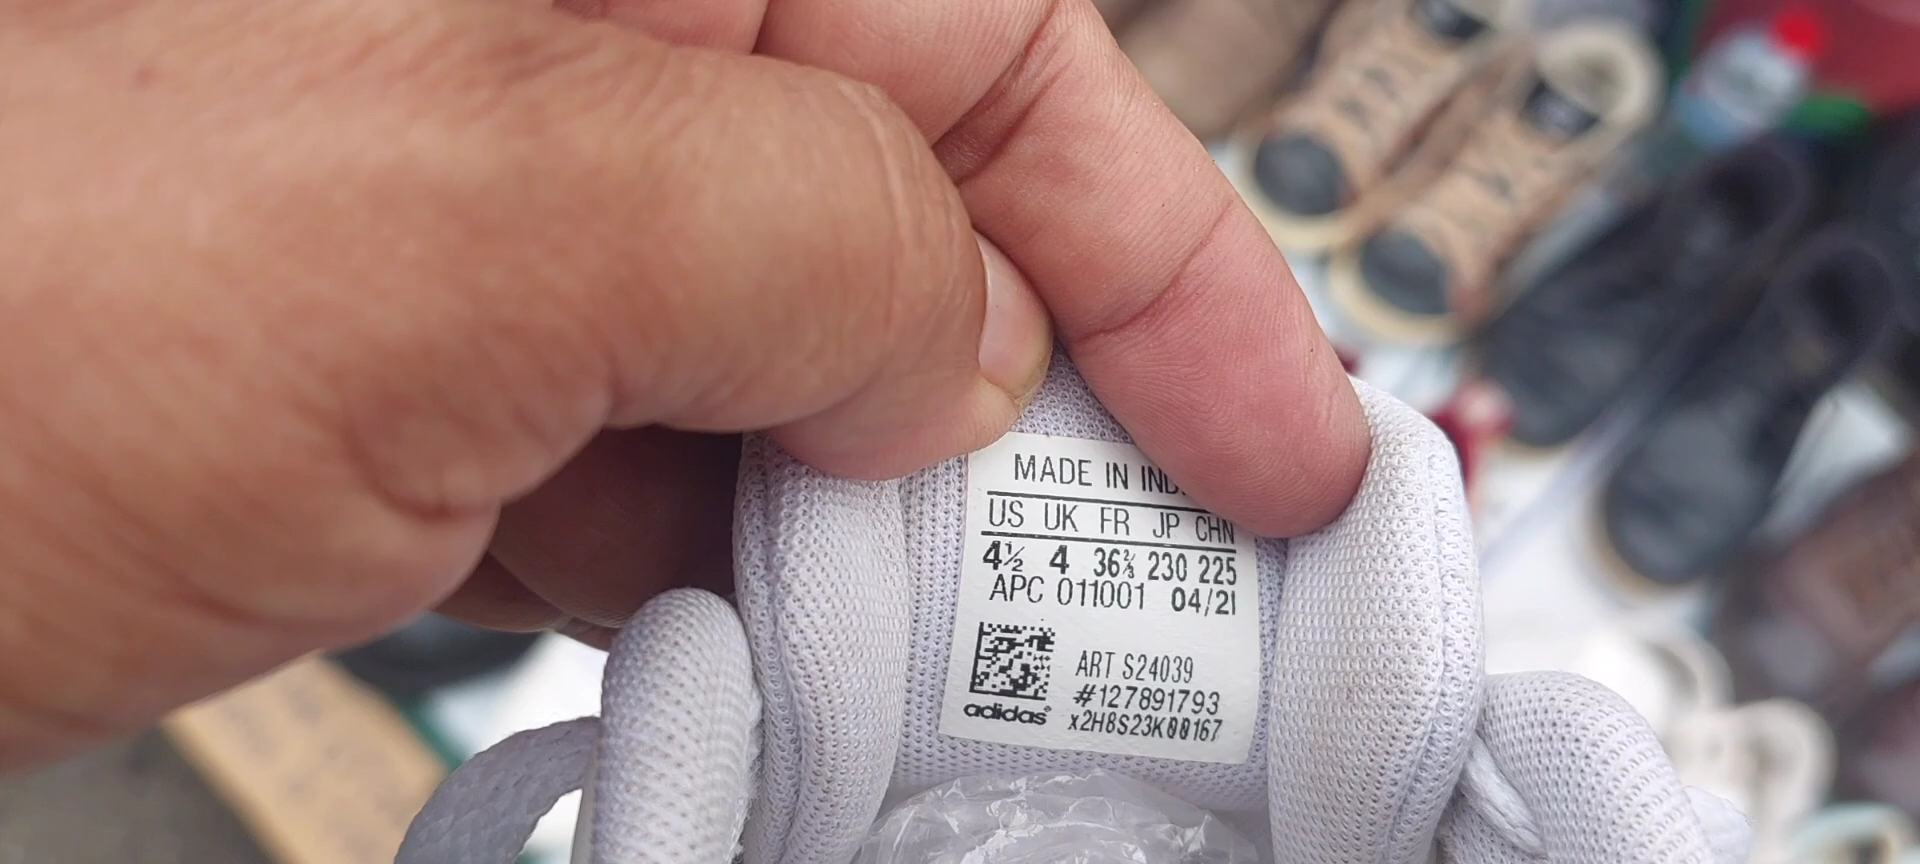 MADE IN IND
US UK FR JP CHN
4½ 4 36⅔ 230 225
APC 011001 04/21
ART S24039
#127891793
adidas® x2H8S23K00167